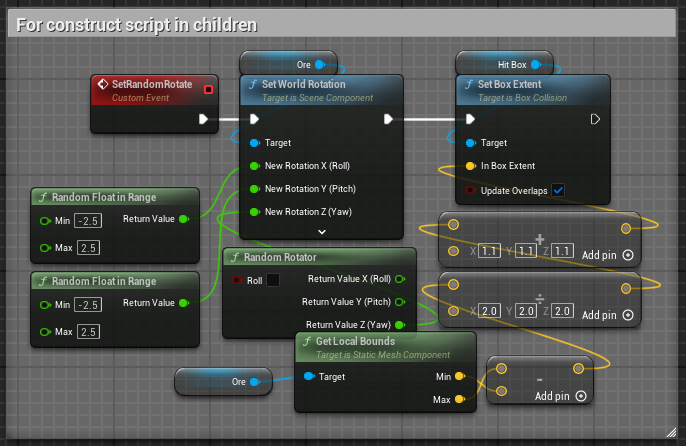 For construct script in children
Ore
Hit Box
SetRandomRotate
Custom Event
f Set World Rotation
Target is Scene Component
f Set Box Extent
Target is Box Collision
Target
Target
New Rotation X (Roll)
In Box Extent
New Rotation Y (Pitch)
Update Overlaps
New Rotation Z (Yaw)
f Random Float in Range
Min -2.5 Return Value
Max 2.5
+
X 1.1 Y 1.1 Z 1.1 Add pin
f Random Rotator
Roll Return Value X (Roll)
Return Value Y (Pitch)
Return Value Z (Yaw)
f Random Float in Range
Min -2.5 Return Value
Max 2.5
÷
X 2.0 Y 2.0 Z 2.0 Add pin
f Get Local Bounds
Target is Static Mesh Component
Ore
Target Min
Max
-
Add pin